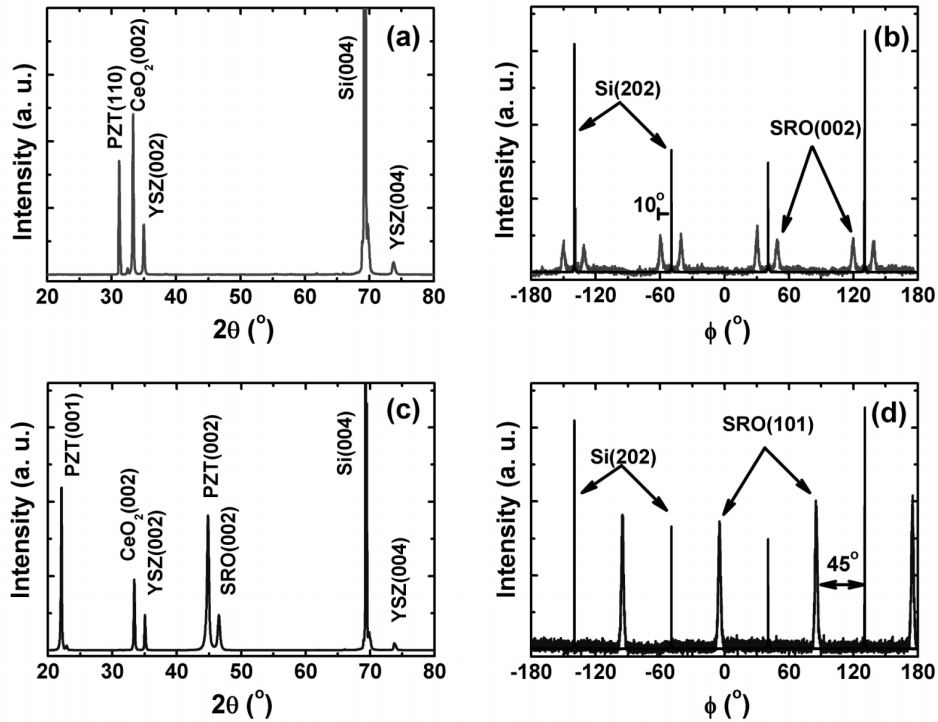 (a)
Intensity (a. u.)
PZT(110)
CeO₂(002)
YSZ(002)
Si(004)
YSZ(004)
20 30 40 50 60 70 80
2θ (°)
(b)
Intensity (a. u.)
Si(202)
SRO(002)
10°
-180 -120 -60 0 60 120 180
ϕ (°)
(c)
Intensity (a. u.)
PZT(001)
CeO₂(002)
YSZ(002)
PZT(002)
SRO(002)
Si(004)
YSZ(004)
20 30 40 50 60 70 80
2θ (°)
(d)
Intensity (a. u.)
Si(202)
SRO(101)
45°
-180 -120 -60 0 60 120 180
ϕ (°)